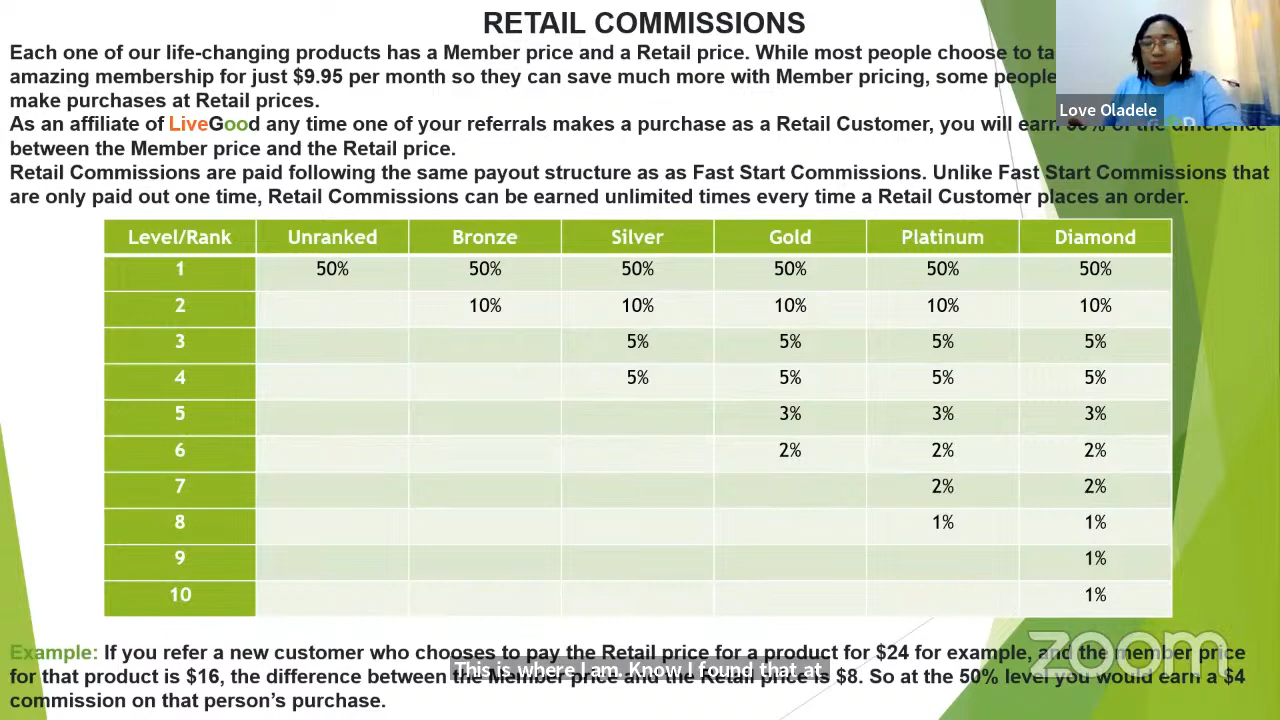 RETAIL COMMISSIONS
Each one of our life-changing products has a Member price and a Retail price. While most people choose to ta
amazing membership for just $9.95 per month so they can save much more with Member pricing, some people
make purchases at Retail prices.
As an affiliate of LiveGood any time one of your referrals makes a purchase as a Retail Customer, you will earn 50% of the difference
between the Member price and the Retail price.
Retail Commissions are paid following the same payout structure as as Fast Start Commissions. Unlike Fast Start Commissions that
are only paid out one time, Retail Commissions can be earned unlimited times every time a Retail Customer places an order.
Love Oladele
Level/Rank Unranked Bronze Silver Gold Platinum Diamond
1 50% 50% 50% 50% 50% 50%
2 10% 10% 10% 10% 10%
3 5% 5% 5% 5%
4 5% 5% 5% 5%
5 3% 3% 3%
6 2% 2% 2%
7 2% 2%
8 1% 1%
9 1%
10 1%
Example: If you refer a new customer who chooses to pay the Retail price for a product for $24 for example, and the member price
for that product is $16, the difference between the Member price and the Retail price is $8. So at the 50% level you would earn a $4
commission on that person's purchase.
This is where I am. Know I found that at
zoom